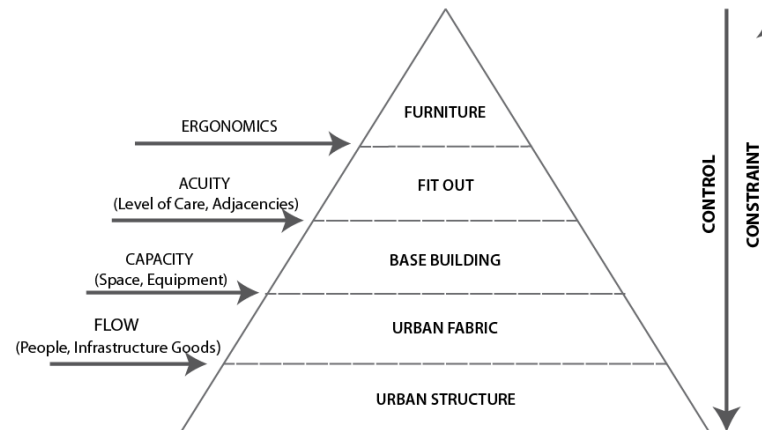 FURNITURE
ERGONOMICS
FIT OUT
ACUITY
(Level of Care, Adjacencies)
BASE BUILDING
CAPACITY
(Space, Equipment)
URBAN FABRIC
FLOW
(People, Infrastructure Goods)
URBAN STRUCTURE
CONTROL
CONSTRAINT